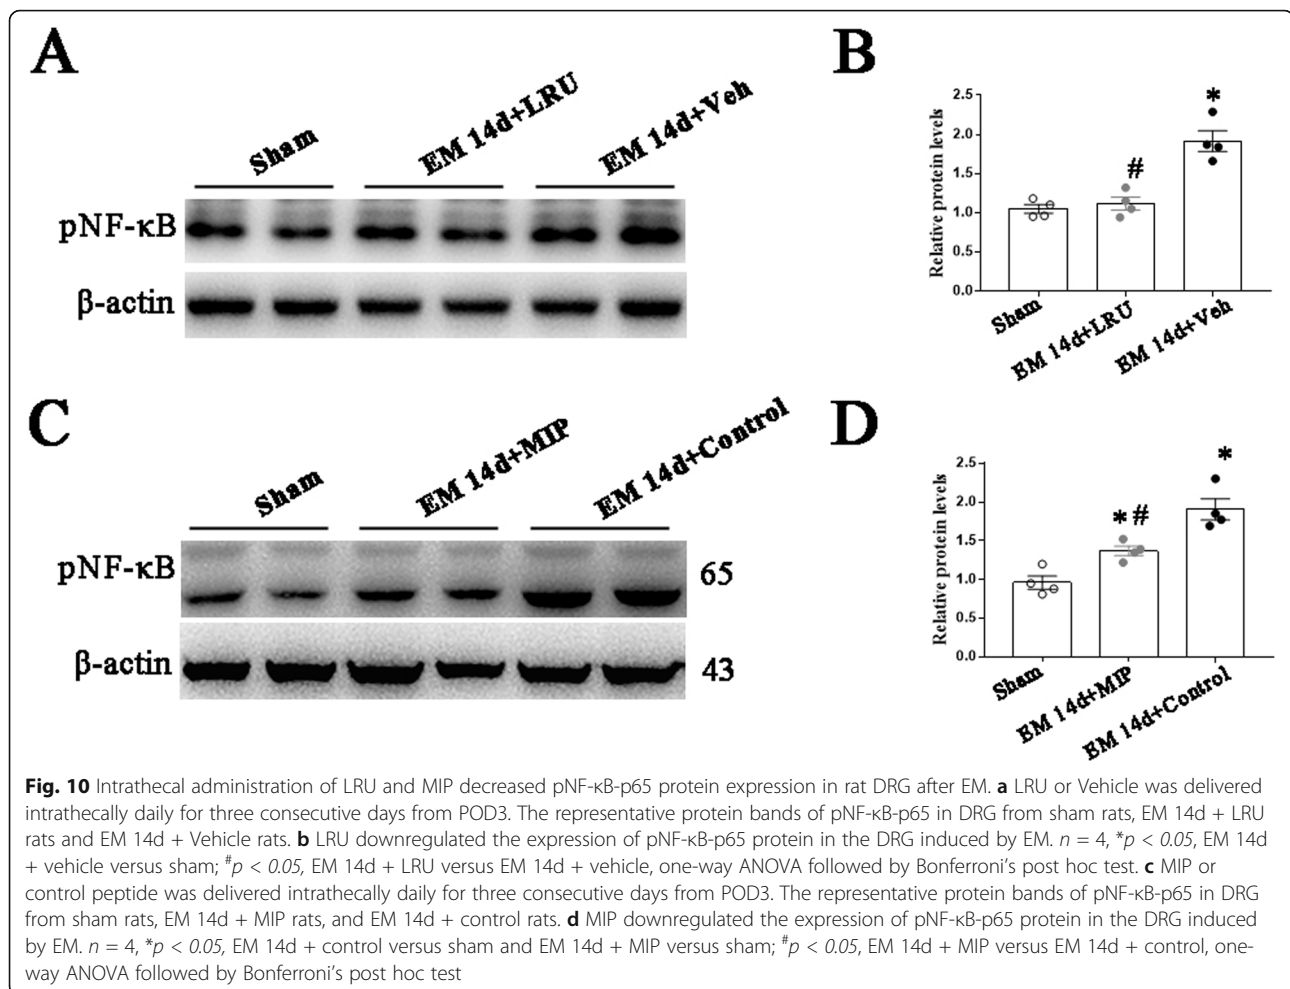 A
Sham
EM 14d+LRU
EM 14d+Veh
pNF-κB
β-actin
B
Relative protein levels
2.5
2.0
1.5
1.0
0.5
0.0
#
*
Sham
EM 14d+LRU
EM 14d+Veh
C
Sham
EM 14d+MIP
EM 14d+Control
pNF-κB
65
β-actin
43
D
Relative protein levels
2.5
2.0
1.5
1.0
0.5
0.0
*#
*
Sham
EM 14d+MIP
EM 14d+Control
Fig. 10 Intrathecal administration of LRU and MIP decreased pNF-κB-p65 protein expression in rat DRG after EM. a LRU or Vehicle was delivered
intrathecally daily for three consecutive days from POD3. The representative protein bands of pNF-κB-p65 in DRG from sham rats, EM 14d + LRU
rats and EM 14d + Vehicle rats. b LRU downregulated the expression of pNF-κB-p65 protein in the DRG induced by EM. n = 4, *p < 0.05, EM 14d
+ vehicle versus sham; #p < 0.05, EM 14d + LRU versus EM 14d + vehicle, one-way ANOVA followed by Bonferroni's post hoc test. c MIP or
control peptide was delivered intrathecally daily for three consecutive days from POD3. The representative protein bands of pNF-κB-p65 in DRG
from sham rats, EM 14d + MIP rats, and EM 14d + control rats. d MIP downregulated the expression of pNF-κB-p65 protein in the DRG induced
by EM. n = 4, *p < 0.05, EM 14d + control versus sham and EM 14d + MIP versus sham; #p < 0.05, EM 14d + MIP versus EM 14d + control, one-
way ANOVA followed by Bonferroni's post hoc test